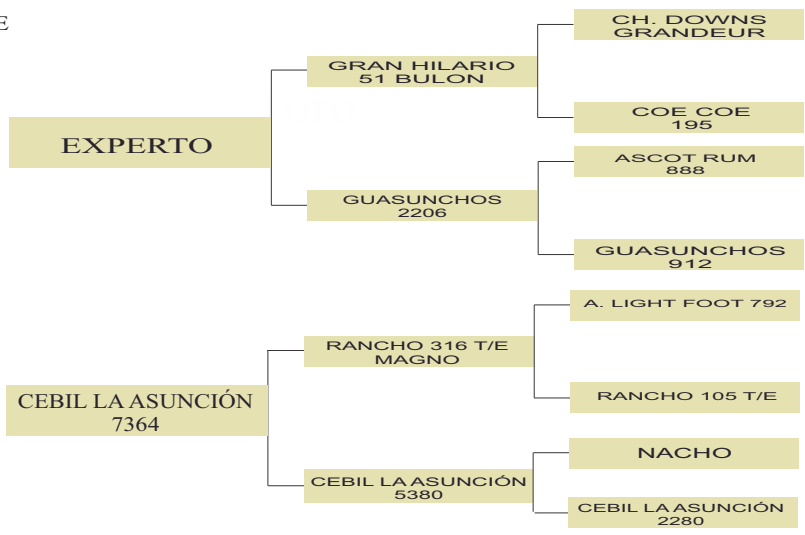 E
CH. DOWNS
GRANDEUR
GRAN HILARIO
51 BULON
COE COE
195
EXPERTO
ASCOT RUM
888
GUASUNCHOS
2206
GUASUNCHOS
912
A. LIGHT FOOT 792
RANCHO 316 T/E
MAGNO
RANCHO 105 T/E
CEBIL LA ASUNCIÓN
7364
NACHO
CEBIL LA ASUNCIÓN
5380
CEBIL LA ASUNCIÓN
2280